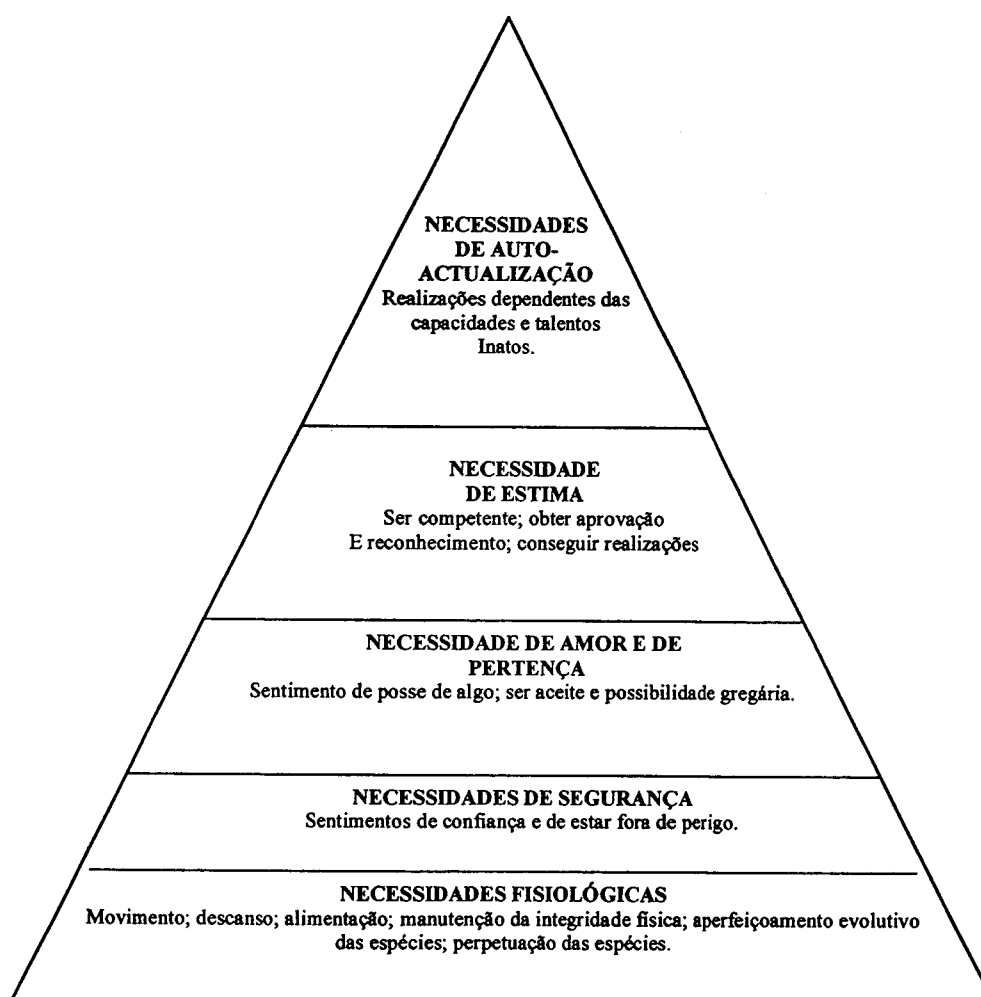 NECESSIDADES
DE AUTO-
ACTUALIZAÇÃO
Realizações dependentes das
capacidades e talentos
Inatos.
NECESSIDADE
DE ESTIMA
Ser competente; obter aprovação
E reconhecimento; conseguir realizações
NECESSIDADE DE AMOR E DE
PERTENÇA
Sentimento de posse de algo; ser aceite e possibilidade gregária.
NECESSIDADES DE SEGURANÇA
Sentimentos de confiança e de estar fora de perigo.
NECESSIDADES FISIOLÓGICAS
Movimento; descanso; alimentação; manutenção da integridade física; aperfeiçoamento evolutivo
das espécies; perpetuação das espécies.